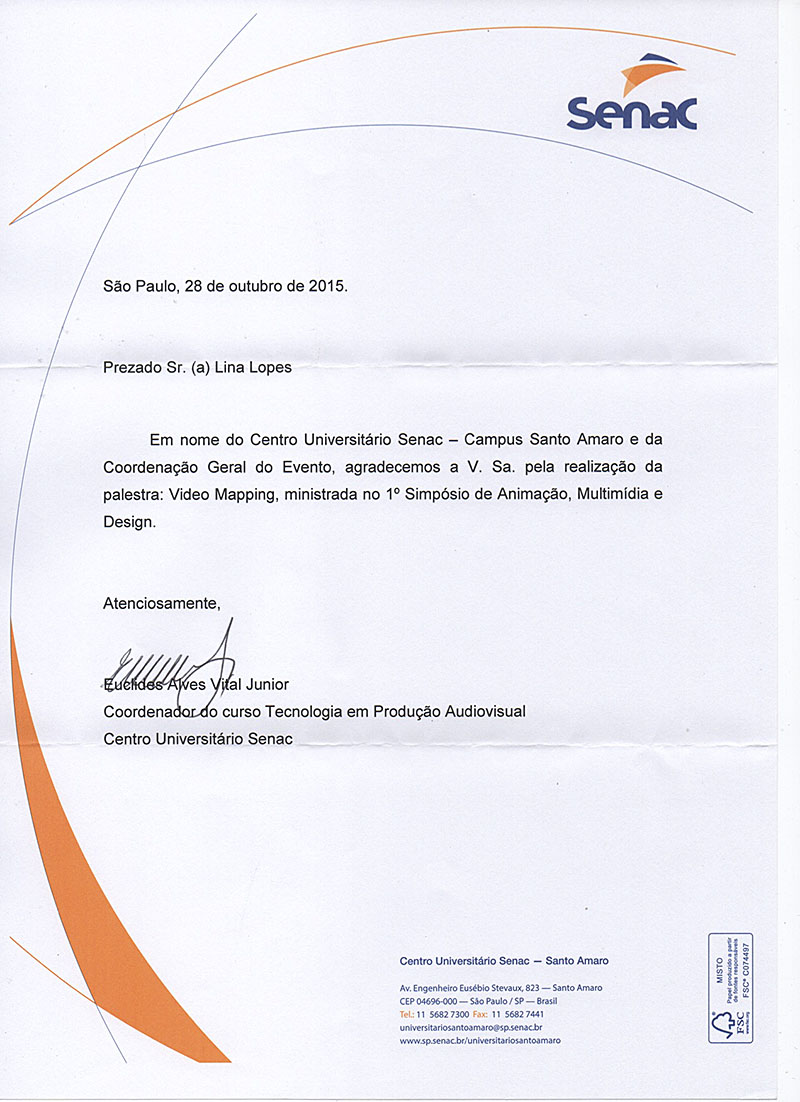 Senac
São Paulo, 28 de outubro de 2015.
Prezado Sr. (a) Lina Lopes
Em nome do Centro Universitário Senac – Campus Santo Amaro e da
Coordenação Geral do Evento, agradecemos a V. Sa. pela realização da
palestra: Video Mapping, ministrada no 1º Simpósio de Animação, Multimídia e
Design.
Atenciosamente,
Euclides Alves Vital Junior
Coordenador do curso Tecnologia em Produção Audiovisual
Centro Universitário Senac
Centro Universitário Senac — Santo Amaro
Av. Engenheiro Eusébio Stevaux, 823 — Santo Amaro
CEP 04696-000 — São Paulo / SP — Brasil
Tel.: 11 5682 7300 Fax: 11 5682 7441
universitariosantoamaro@sp.senac.br
www.sp.senac.br/universitariosantoamaro
MISTO
Papel produzido a partir
de fontes responsáveis
FSC® C074497
FSC
www.fsc.org